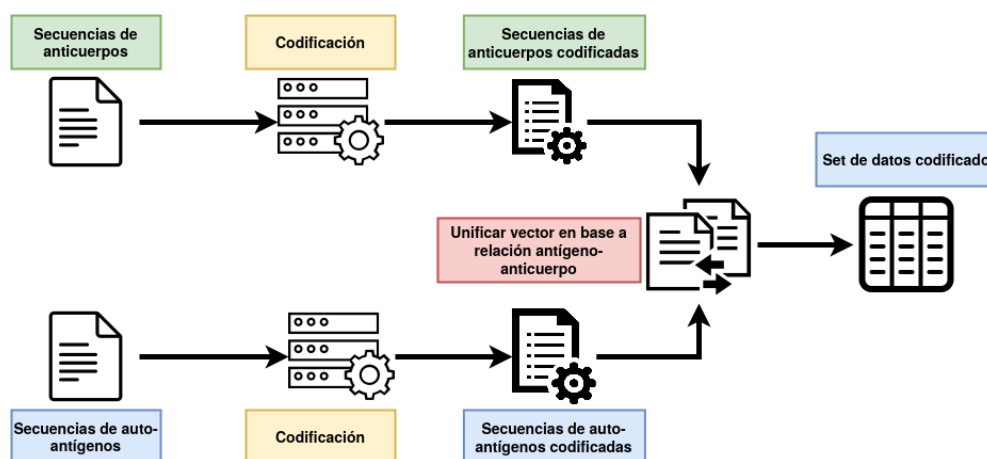 Secuencias de
anticuerpos
Codificación
Secuencias de
anticuerpos codificadas
Set de datos codificado
Unificar vector en base a
relación antígeno-
anticuerpo
Secuencias de auto-
antígenos
Codificación
Secuencias de auto-
antígenos codificadas